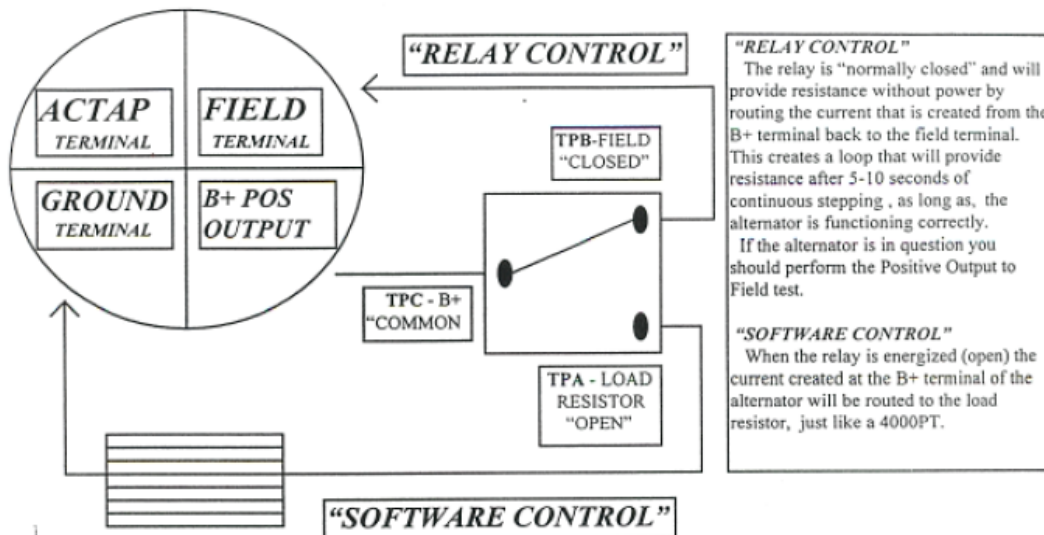 "RELAY CONTROL"
ACTAP
TERMINAL
FIELD
TERMINAL
GROUND
TERMINAL
B+ POS
OUTPUT
TPB-FIELD
"CLOSED"
TPC - B+
"COMMON
TPA - LOAD
RESISTOR
"OPEN"
"SOFTWARE CONTROL"
"RELAY CONTROL"
The relay is "normally closed" and will
provide resistance without power by
routing the current that is created from the
B+ terminal back to the field terminal.
This creates a loop that will provide
resistance after 5-10 seconds of
continuous stepping , as long as, the
alternator is functioning correctly.
If the alternator is in question you
should perform the Positive Output to
Field test.
"SOFTWARE CONTROL"
When the relay is energized (open) the
current created at the B+ terminal of the
alternator will be routed to the load
resistor, just like a 4000PT.